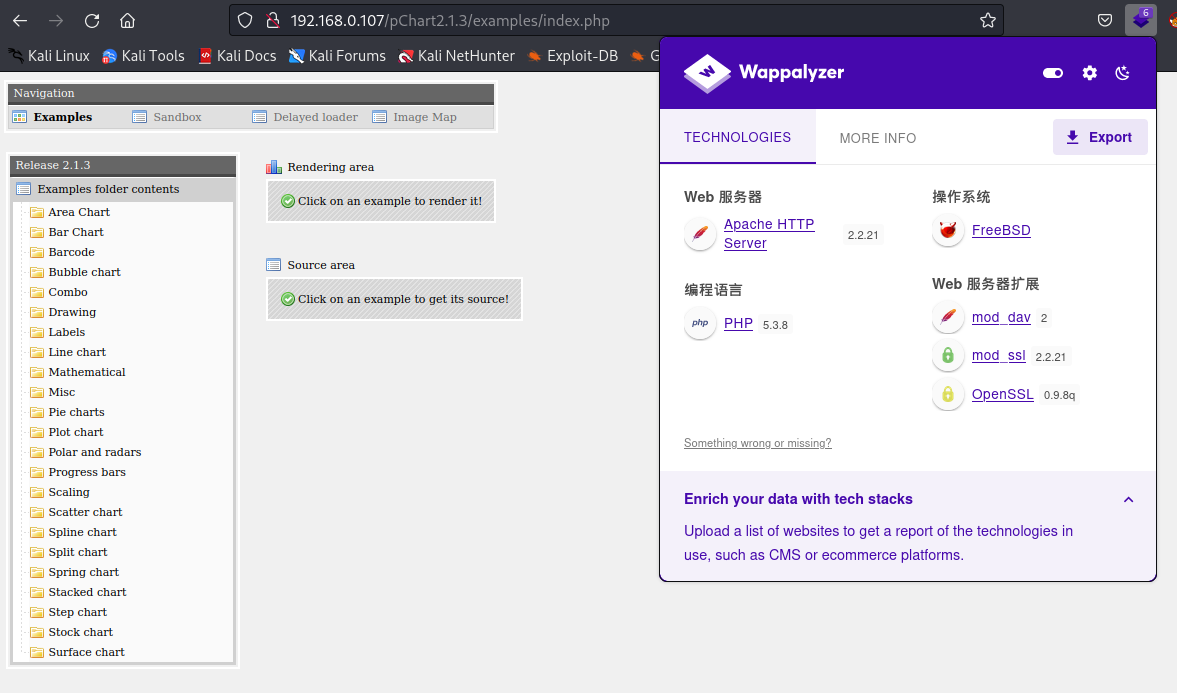 192.168.0.107/pChart2.1.3/examples/index.php
6
Kali Linux Kali Tools Kali Docs Kali Forums Kali NetHunter Exploit-DB G
Navigation
Examples Sandbox Delayed loader Image Map
Release 2.1.3
Examples folder contents
Area Chart
Bar Chart
Barcode
Bubble chart
Combo
Drawing
Labels
Line chart
Mathematical
Misc
Pie charts
Plot chart
Polar and radars
Progress bars
Scaling
Scatter chart
Spline chart
Split chart
Spring chart
Stacked chart
Step chart
Stock chart
Surface chart
Rendering area
Click on an example to render it!
Source area
Click on an example to get its source!
Wappalyzer
TECHNOLOGIES MORE INFO Export
Web 服务器
Apache HTTP
Server 2.2.21
编程语言
php PHP 5.3.8
操作系统
FreeBSD
Web 服务器扩展
mod_dav 2
mod_ssl 2.2.21
OpenSSL 0.9.8q
Something wrong or missing?
Enrich your data with tech stacks
Upload a list of websites to get a report of the technologies in
use, such as CMS or ecommerce platforms.